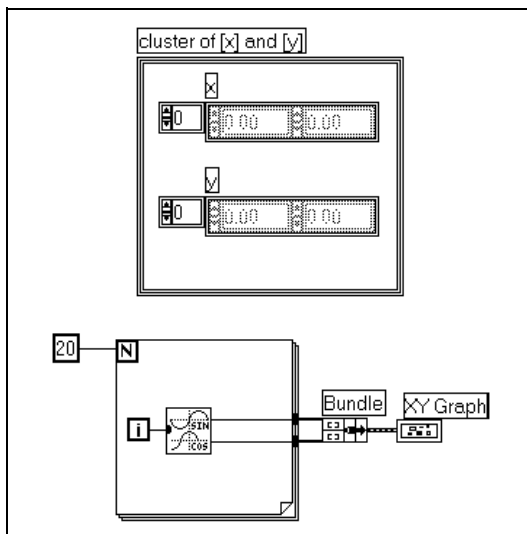 cluster of [x] and [y]
x
0 0.00 0.00
y
0 0.00 0.00
20 N
Bundle XY Graph
i SIN
COS